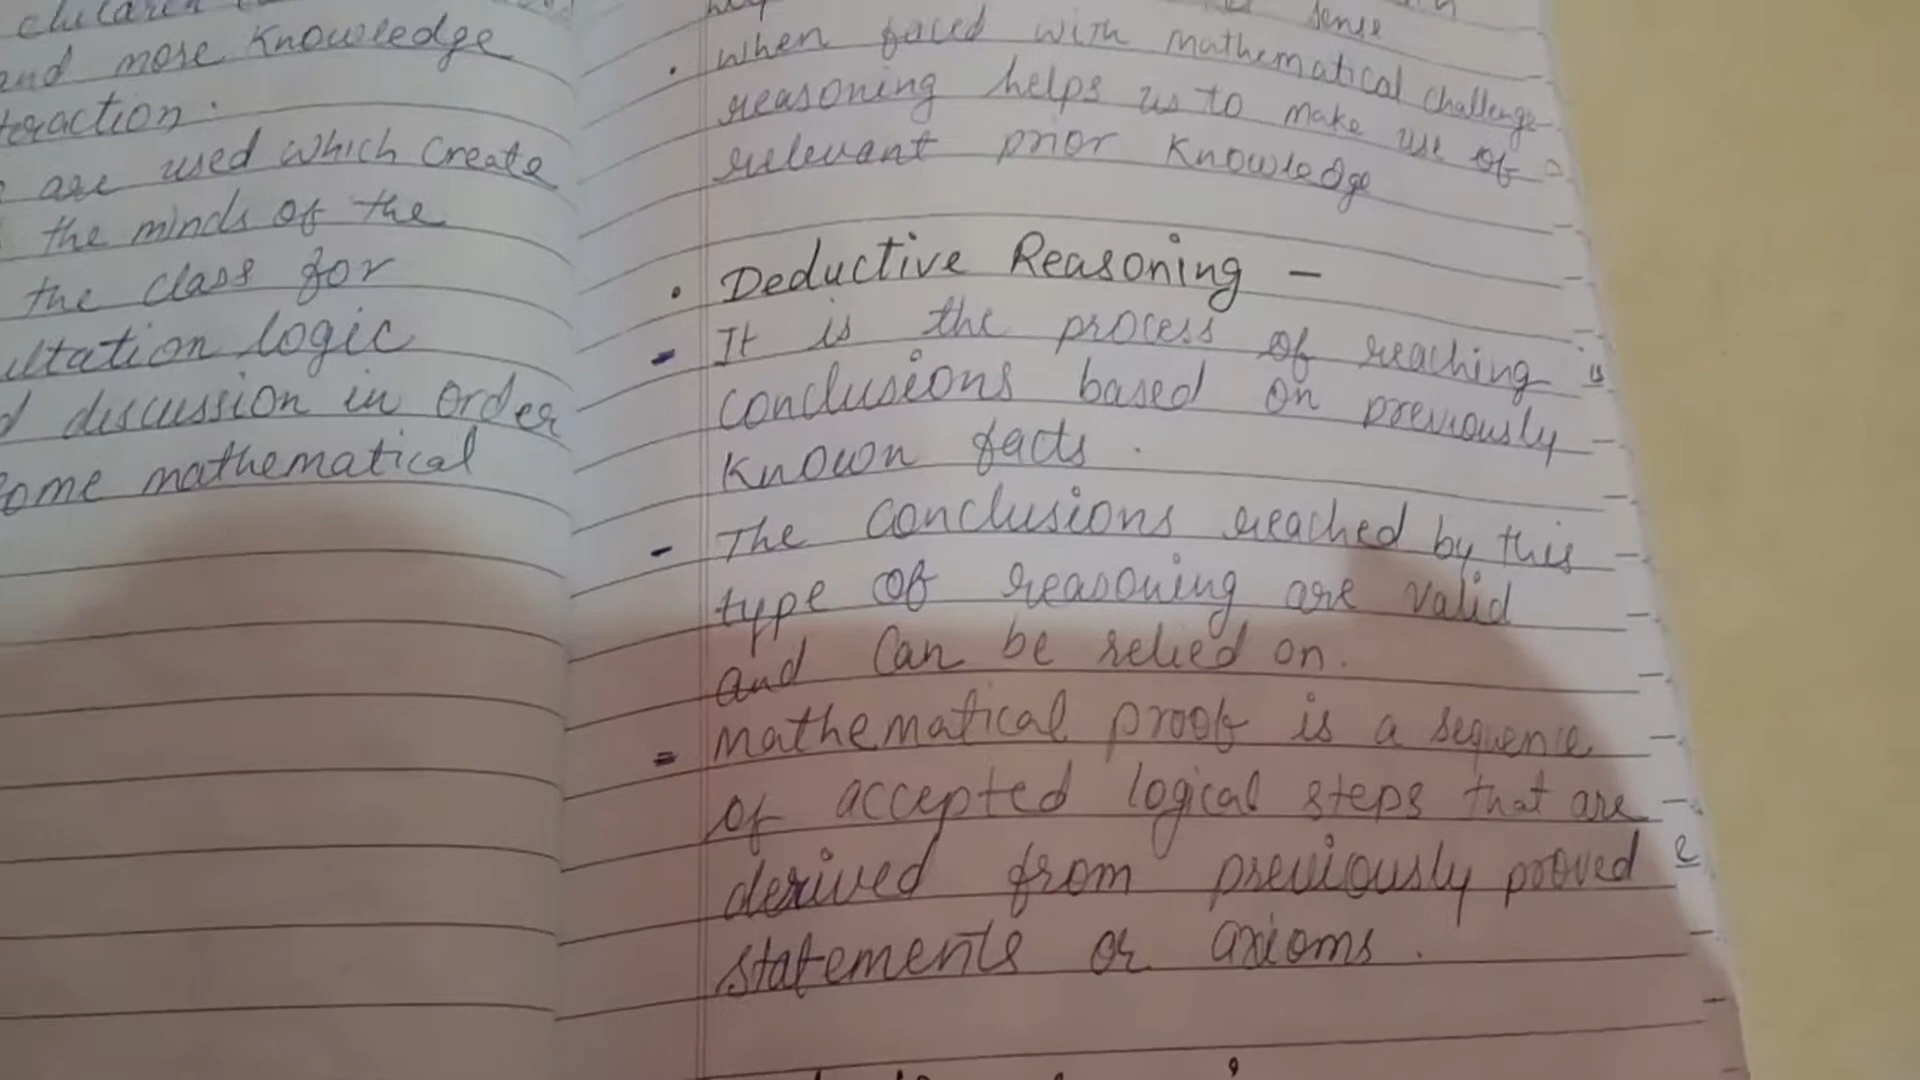 and more knowledge
teraction.
are used which create
the minds of the
the class for
ltation logic
discussion in order
some mathematical
sense
. when faced with mathematical challenge
reasoning helps us to make use of
relevant prior knowledge
. Deductive Reasoning -
- It is the process of reaching
conclusions based on previously
known facts.
- The conclusions reached by this
type of reasoning are valid
and can be relied on.
= Mathematical proof is a sequence
of accepted logical steps that are
derived from previously proved
statements or axioms.